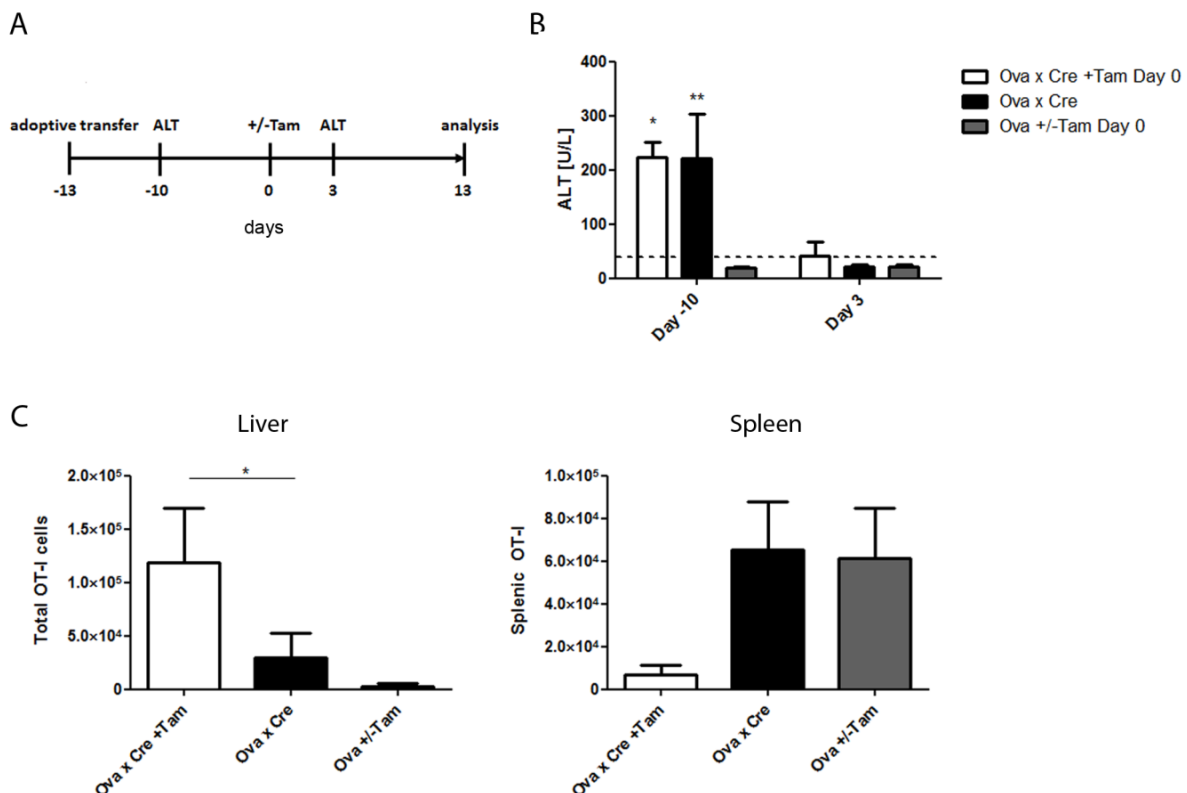 A
adoptive transfer ALT +/-Tam ALT analysis
-13 -10 0 3 13
days
B
400
300
200
100
0
ALT [U/L]
* **
Day -10 Day 3
Ova x Cre +Tam Day 0
Ova x Cre
Ova +/-Tam Day 0
C
Liver
2.0×10⁵
1.5×10⁵
1.0×10⁵
5.0×10⁴
0
Total OT-I cells
*
Ova x Cre +Tam
Ova x Cre
Ova +/-Tam
Spleen
1.0×10⁵
8.0×10⁴
6.0×10⁴
4.0×10⁴
2.0×10⁴
0
Splenic OT-I
Ova x Cre +Tam
Ova x Cre
Ova +/-Tam